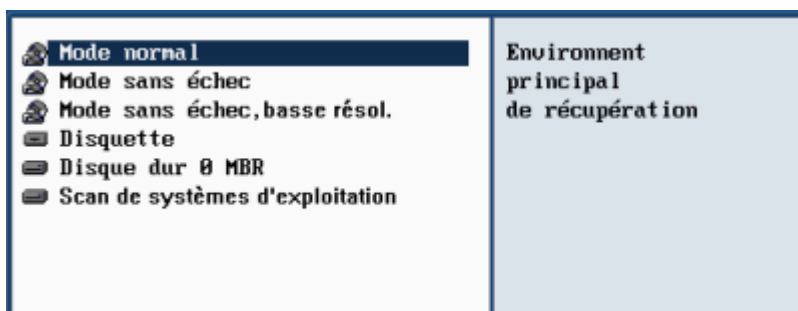 Mode normal
Mode sans échec
Mode sans échec,basse résol.
Disquette
Disque dur 0 MBR
Scan de systèmes d'exploitation
Environnent
principal
de récupération